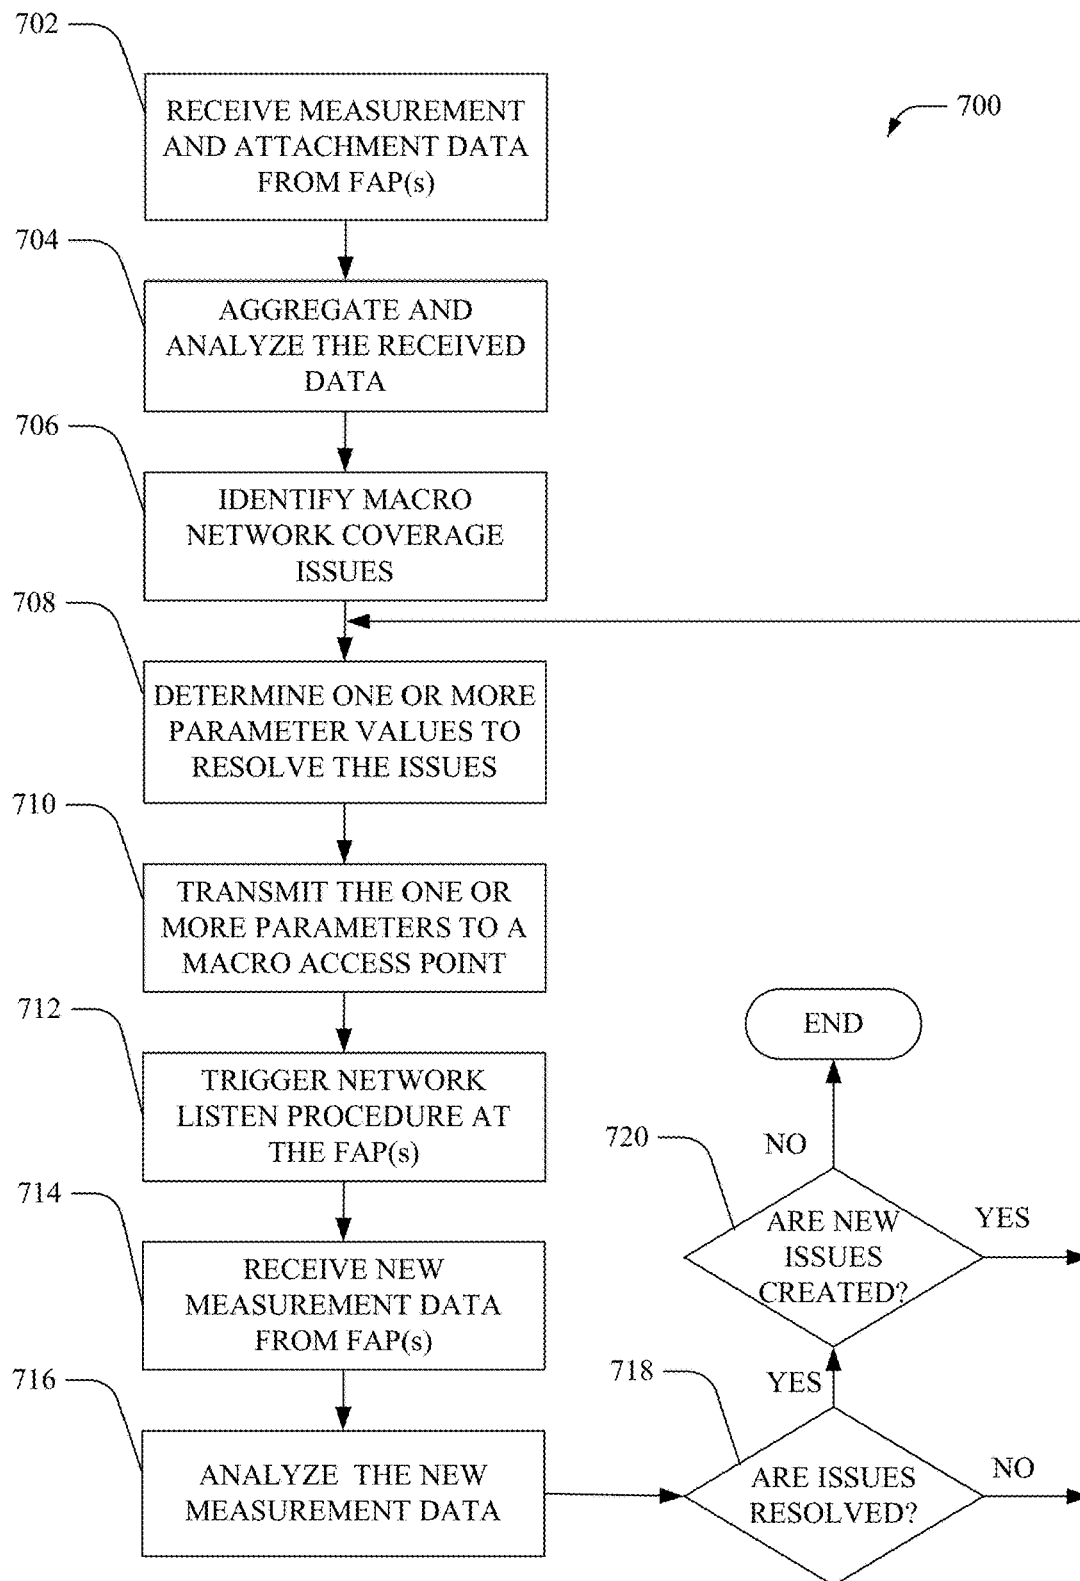 702
RECEIVE MEASUREMENT
AND ATTACHMENT DATA
FROM FAP(s)
700
704
AGGREGATE AND
ANALYZE THE RECEIVED
DATA
706
IDENTIFY MACRO
NETWORK COVERAGE
ISSUES
708
DETERMINE ONE OR MORE
PARAMETER VALUES TO
RESOLVE THE ISSUES
710
TRANSMIT THE ONE OR
MORE PARAMETERS TO A
MACRO ACCESS POINT
712
TRIGGER NETWORK
LISTEN PROCEDURE AT
THE FAP(s)
714
RECEIVE NEW
MEASUREMENT DATA
FROM FAP(s)
716
ANALYZE THE NEW
MEASUREMENT DATA
718
ARE ISSUES
RESOLVED?
NO
YES
720
ARE NEW
ISSUES
CREATED?
YES
NO
END